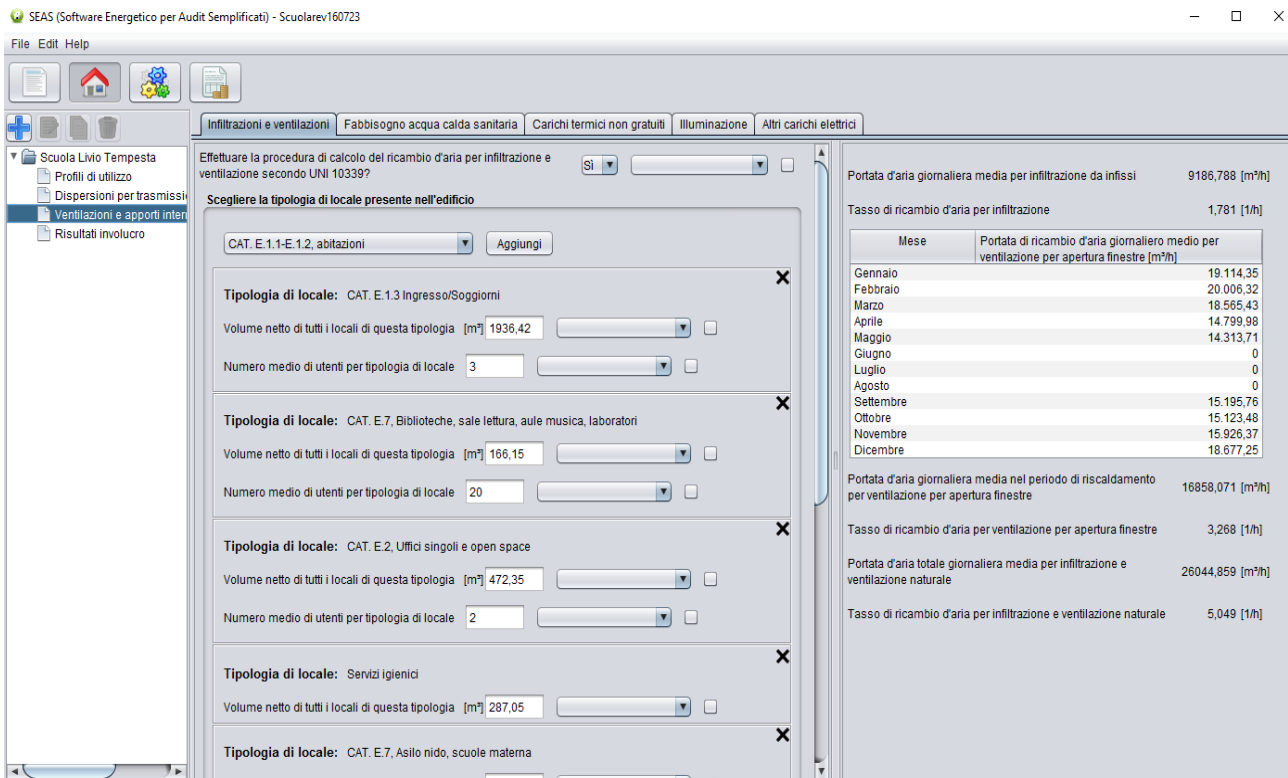 SEAS (Software Energetico per Audit Semplificati) - Scuolarev160723
File Edit Help
Scuola Livio Tempesta
Profili di utilizzo
Dispersioni per trasmissi
Ventilazioni e apporti inter
Risultati involucro
Infiltrazioni e ventilazioni Fabbisogno acqua calda sanitaria Carichi termici non gratuiti Illuminazione Altri carichi elettrici
Effettuare la procedura di calcolo del ricambio d'aria per infiltrazione e
ventilazione secondo UNI 10339?
Sì
Scegliere la tipologia di locale presente nell'edificio
CAT. E.1.1-E.1.2, abitazioni Aggiungi
Tipologia di locale: CAT. E.1.3 Ingresso/Soggiorni
Volume netto di tutti i locali di questa tipologia [m³] 1936,42
Numero medio di utenti per tipologia di locale 3
Tipologia di locale: CAT. E.7, Biblioteche, sale lettura, aule musica, laboratori
Volume netto di tutti i locali di questa tipologia [m³] 166,15
Numero medio di utenti per tipologia di locale 20
Tipologia di locale: CAT. E.2, Uffici singoli e open space
Volume netto di tutti i locali di questa tipologia [m³] 472,35
Numero medio di utenti per tipologia di locale 2
Tipologia di locale: Servizi igienici
Volume netto di tutti i locali di questa tipologia [m³] 287,05
Tipologia di locale: CAT. E.7, Asilo nido, scuole materna
Portata d'aria giornaliera media per infiltrazione da infissi 9186,788 [m³/h]
Tasso di ricambio d'aria per infiltrazione 1,781 [1/h]
Mese Portata di ricambio d'aria giornaliero medio per
ventilazione per apertura finestre [m³/h]
Gennaio 19.114,35
Febbraio 20.006,32
Marzo 18.565,43
Aprile 14.799,98
Maggio 14.313,71
Giugno 0
Luglio 0
Agosto 0
Settembre 15.195,76
Ottobre 15.123,48
Novembre 15.926,37
Dicembre 18.677,25
Portata d'aria giornaliera media nel periodo di riscaldamento
per ventilazione per apertura finestre 16858,071 [m³/h]
Tasso di ricambio d'aria per ventilazione per apertura finestre 3,268 [1/h]
Portata d'aria totale giornaliera media per infiltrazione e
ventilazione naturale 26044,859 [m³/h]
Tasso di ricambio d'aria per infiltrazione e ventilazione naturale 5,049 [1/h]